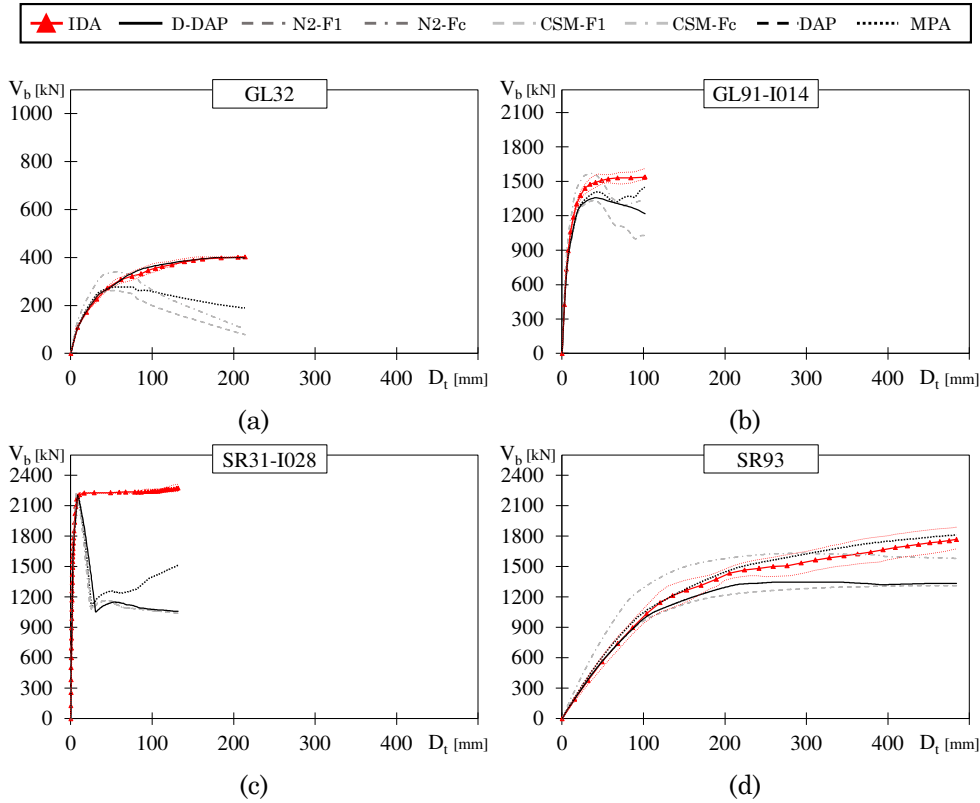 IDA D-DAP N2-F1 N2-Fc CSM-F1 CSM-Fc DAP MPA
V_b [kN] GL32
1000
800
600
400
200
0
0 100 200 300 400 D_t [mm]
(a)
V_b [kN] GL91-I014
2100
1800
1500
1200
900
600
300
0
0 100 200 300 400 D_t [mm]
(b)
V_b [kN] SR31-I028
2400
2100
1800
1500
1200
900
600
300
0
0 100 200 300 400 D_t [mm]
(c)
V_b [kN] SR93
2400
2100
1800
1500
1200
900
600
300
0
0 100 200 300 400 D_t [mm]
(d)